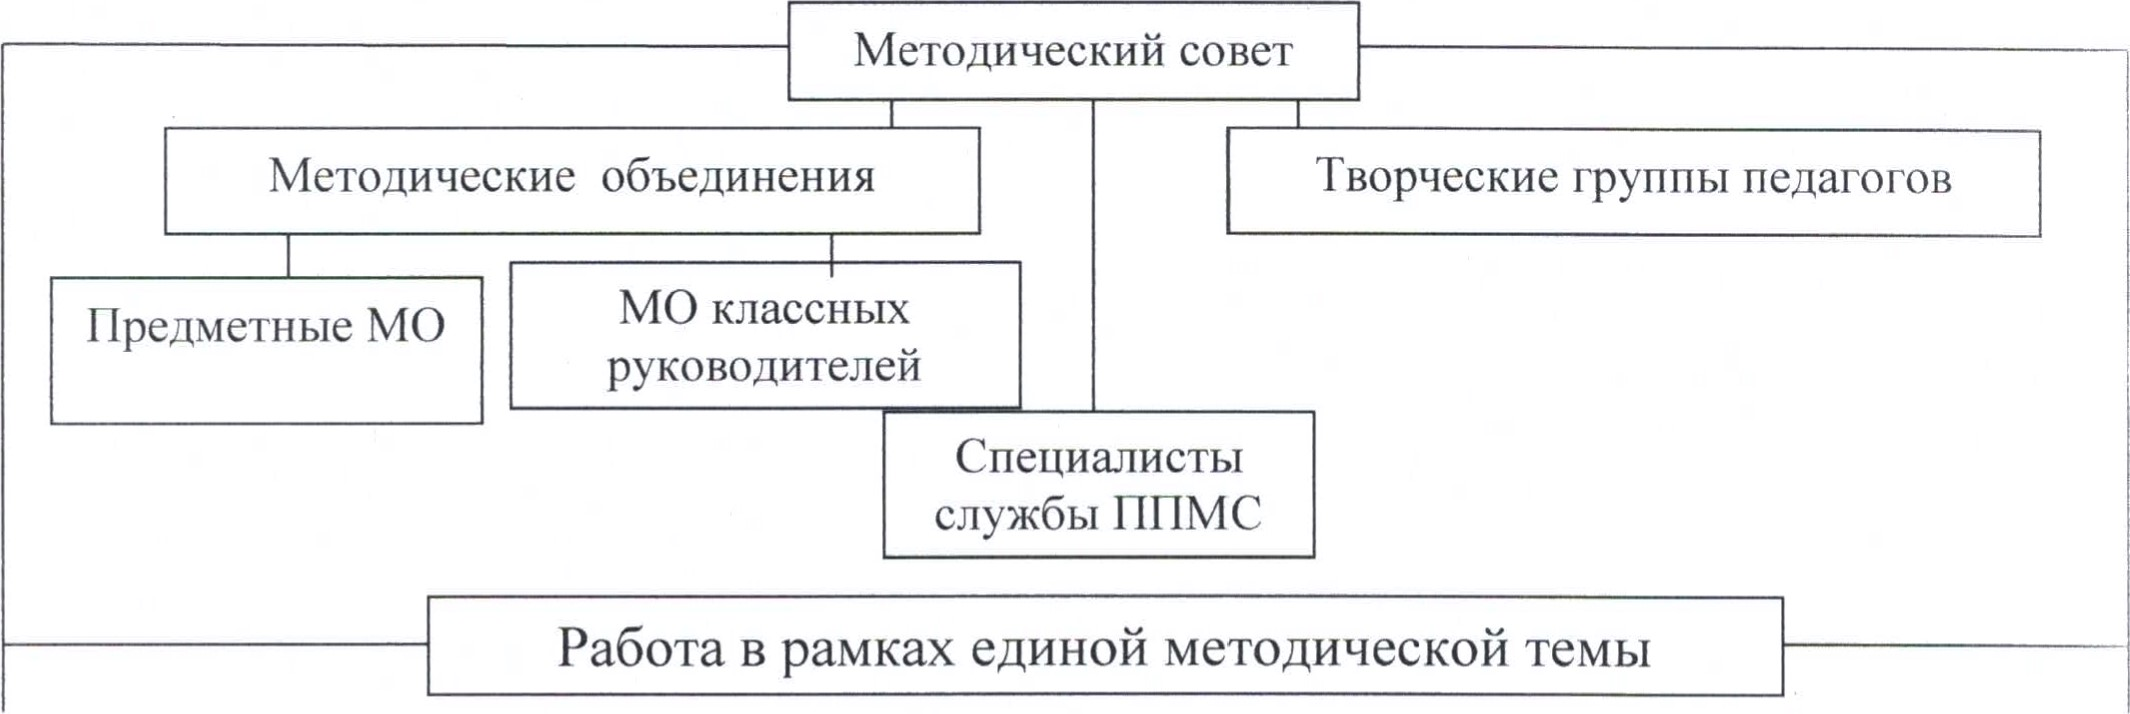 Методический совет
Методические объединения
Творческие группы педагогов
Предметные МО
МО классных
руководителей
Специалисты
службы ППМС
Работа в рамках единой методической темы